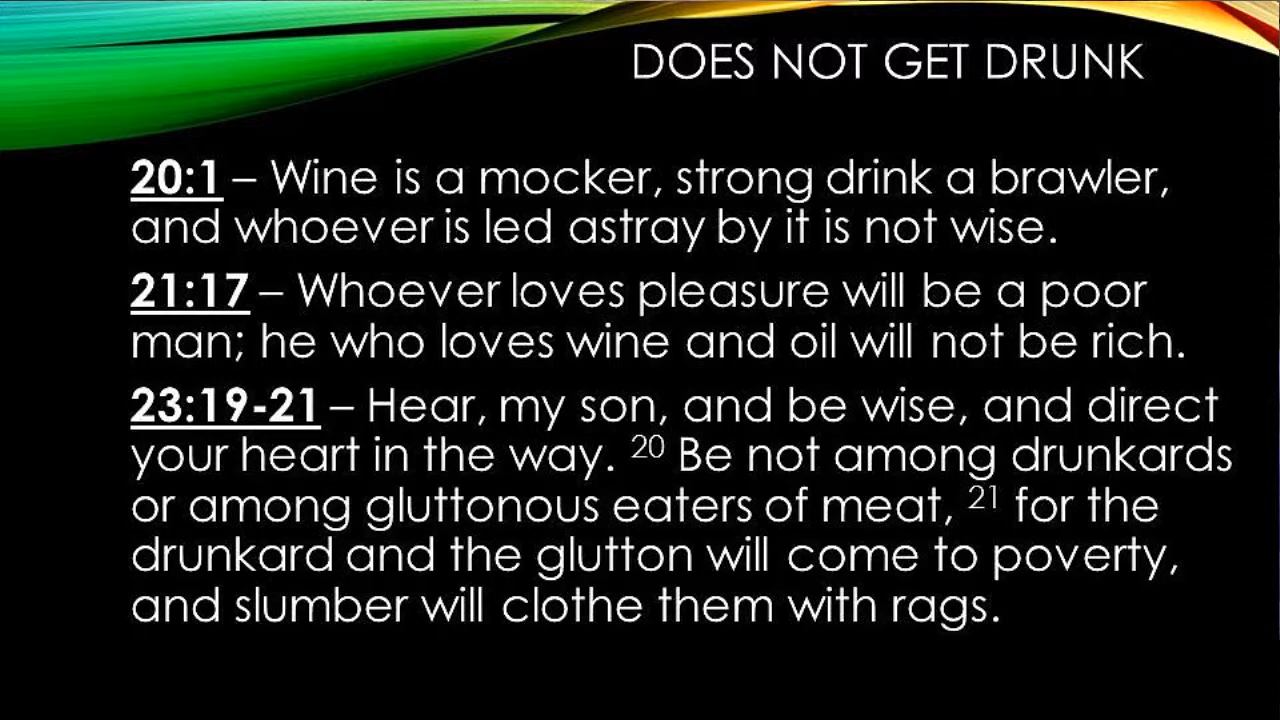 DOES NOT GET DRUNK
20:1 – Wine is a mocker, strong drink a brawler,
and whoever is led astray by it is not wise.
21:17 – Whoever loves pleasure will be a poor
man; he who loves wine and oil will not be rich.
23:19-21 – Hear, my son, and be wise, and direct
your heart in the way. 20 Be not among drunkards
or among gluttonous eaters of meat, 21 for the
drunkard and the glutton will come to poverty,
and slumber will clothe them with rags.